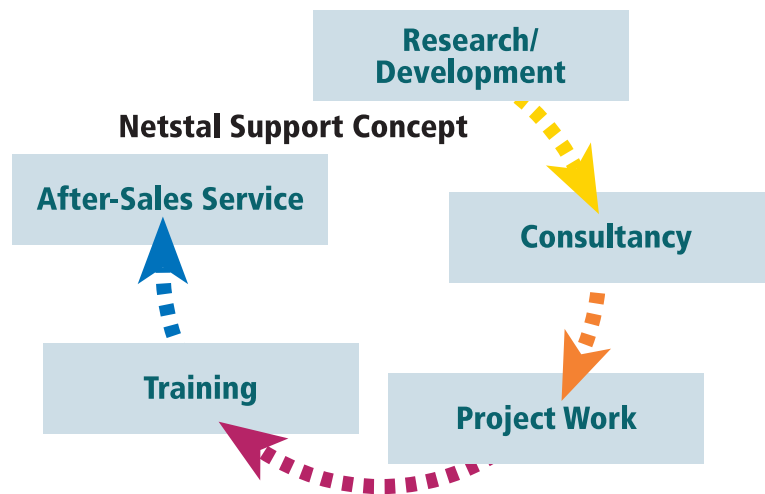 Research/
Development
Netstal Support Concept
After-Sales Service
Consultancy
Training
Project Work